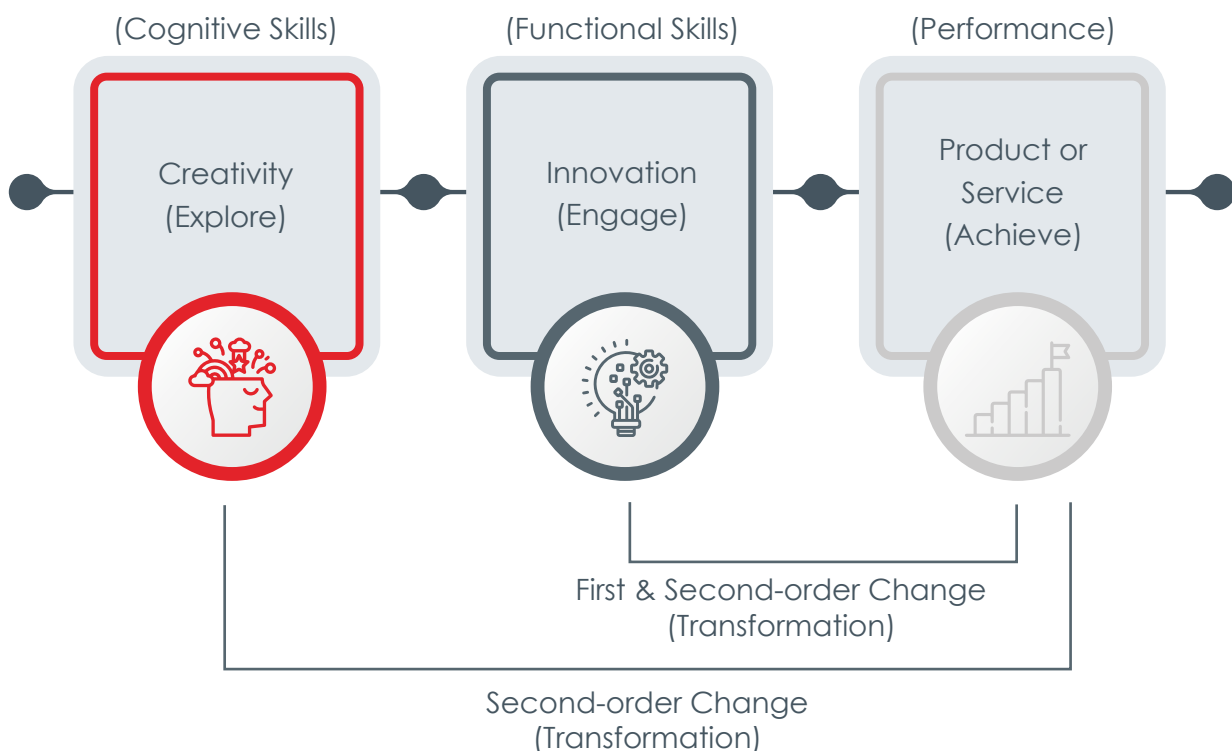 (Cognitive Skills)
(Functional Skills)
(Performance)
Creativity
(Explore)
Innovation
(Engage)
Product or
Service
(Achieve)
First & Second-order Change
(Transformation)
Second-order Change
(Transformation)